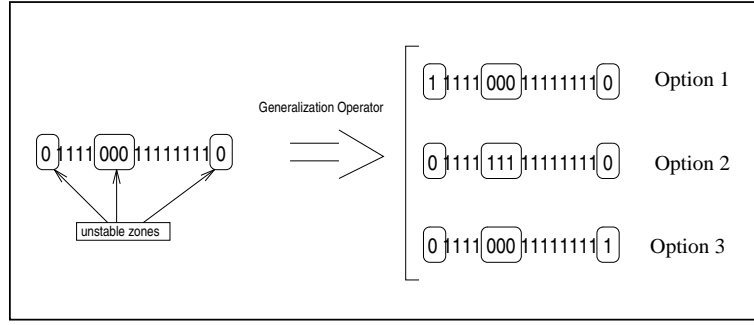 0 1111 000 11111111 0
unstable zones
Generalization Operator
1 1111 000 11111111 0 Option 1
0 1111 111 11111111 0 Option 2
0 1111 000 11111111 1 Option 3